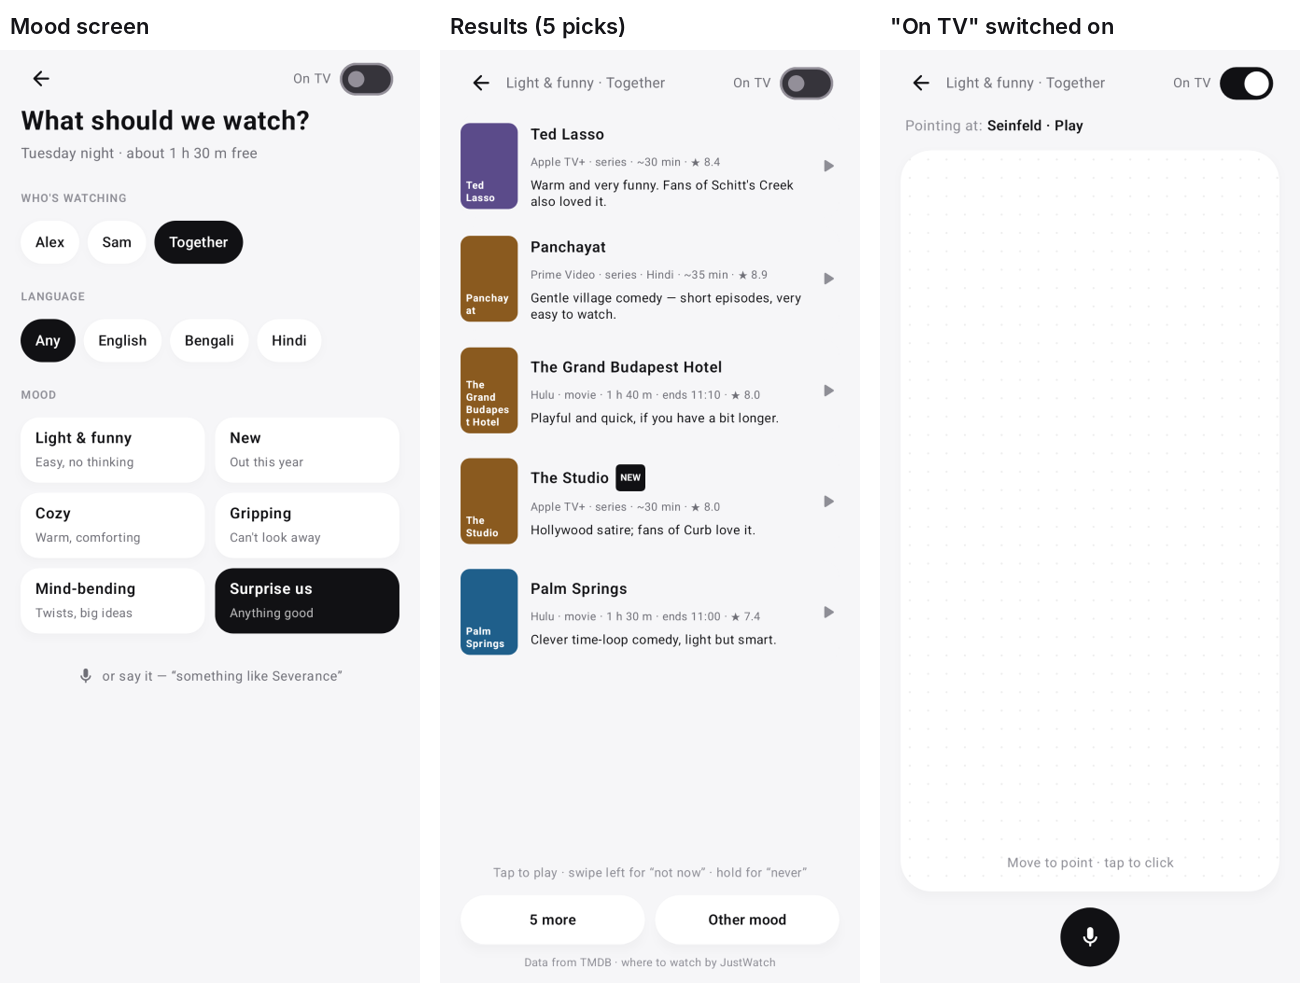 Mood screen
On TV
What should we watch?
Tuesday night · about 1 h 30 m free
WHO'S WATCHING
Alex
Sam
Together
LANGUAGE
Any
English
Bengali
Hindi
MOOD
Light & funny
Easy, no thinking
New
Out this year
Cozy
Warm, comforting
Gripping
Can't look away
Mind-bending
Twists, big ideas
Surprise us
Anything good
or say it — “something like Severance”
Results (5 picks)
Light & funny · Together
On TV
Ted
Lasso
Ted Lasso
Apple TV+ · series · ~30 min · ★ 8.4
Warm and very funny. Fans of Schitt's Creek
also loved it.
Panchay
at
Panchayat
Prime Video · series · Hindi · ~35 min · ★ 8.9
Gentle village comedy — short episodes, very
easy to watch.
The
Grand
Budapes
t Hotel
The Grand Budapest Hotel
Hulu · movie · 1 h 40 m · ends 11:10 · ★ 8.0
Playful and quick, if you have a bit longer.
The
Studio
The Studio NEW
Apple TV+ · series · ~30 min · ★ 8.0
Hollywood satire; fans of Curb love it.
Palm
Springs
Palm Springs
Hulu · movie · 1 h 30 m · ends 11:00 · ★ 7.4
Clever time-loop comedy, light but smart.
Tap to play · swipe left for “not now” · hold for “never”
5 more
Other mood
Data from TMDB · where to watch by JustWatch
"On TV" switched on
Light & funny · Together
On TV
Pointing at: Seinfeld · Play
Move to point · tap to click